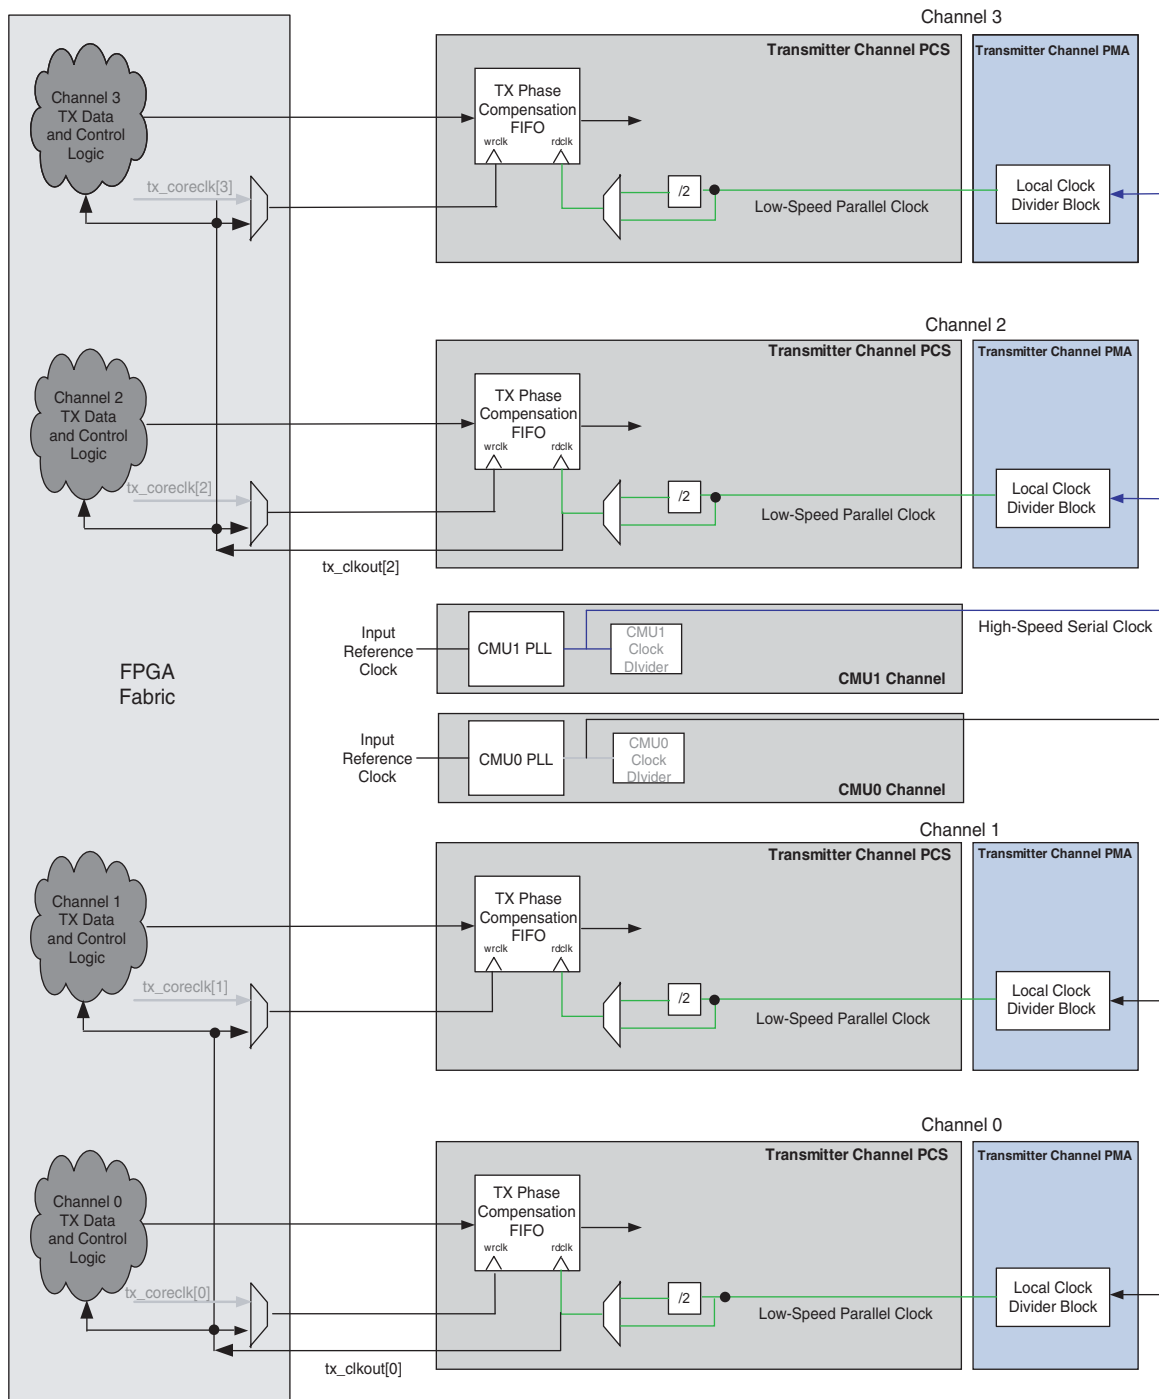 Channel 3
Transmitter Channel PCS
Transmitter Channel PMA
Channel 3
TX Data
and Control
Logic
TX Phase
Compensation
FIFO
wrclk
rdclk
tx_coreclk[3]
/2
Low-Speed Parallel Clock
Local Clock
Divider Block
Channel 2
Transmitter Channel PCS
Transmitter Channel PMA
Channel 2
TX Data
and Control
Logic
TX Phase
Compensation
FIFO
wrclk
rdclk
tx_coreclk[2]
/2
Low-Speed Parallel Clock
Local Clock
Divider Block
tx_clkout[2]
FPGA
Fabric
Input
Reference
Clock
CMU1 PLL
CMU1
Clock
DIvider
CMU1 Channel
High-Speed Serial Clock
Input
Reference
Clock
CMU0 PLL
CMU0
Clock
DIvider
CMU0 Channel
Channel 1
Transmitter Channel PCS
Transmitter Channel PMA
Channel 1
TX Data
and Control
Logic
TX Phase
Compensation
FIFO
wrclk
rdclk
tx_coreclk[1]
/2
Low-Speed Parallel Clock
Local Clock
Divider Block
Channel 0
Transmitter Channel PCS
Transmitter Channel PMA
Channel 0
TX Data
and Control
Logic
TX Phase
Compensation
FIFO
wrclk
rdclk
tx_coreclk[0]
/2
Low-Speed Parallel Clock
Local Clock
Divider Block
tx_clkout[0]